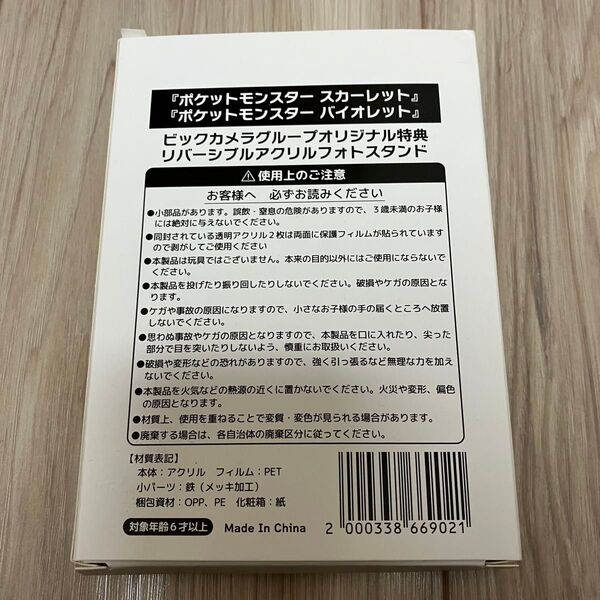 『ポケットモンスター スカーレット』
『ポケットモンスター バイオレット』
ビックカメラグループオリジナル特典
リバーシブルアクリルフォトスタンド
⚠使用上のご注意
お客様へ 必ずお読みください
●小部品があります。誤飲・窒息の危険がありますので、3歳未満のお子様
には絶対に与えないでください。
●同封されている透明アクリル2枚は両面に保護フィルムが貼られています
ので剥がしてご使用ください
●本製品は玩具ではございません。本来の目的以外にはご使用にならないで
ください。
●本製品を投げたり振り回したりしないでください。破損やケガの原因とな
ります。
●ケガや事故の原因になりますので、小さなお子様の手の届くところへ放置
しないでください。
●思わぬ事故やケガの原因となりますので、本製品を口に入れたり、尖った
部分で目を突いたりしないよう、慎重にお取扱いください。
●破損や変形などの恐れがありますので、強く引っ張るなど無理な力を加え
ないでください。
●本製品を火気などの熱源の近くに置かないでください。火災や変形、偏色
の原因となります。
●材質上、使用を重ねることで変質・変色が見られる場合があります。
●廃棄する場合は、各自治体の廃棄区分に従ってください。
【材質表記】
本体:アクリル フィルム:PET
小パーツ:鉄(メッキ加工)
梱包資材:OPP、PE 化粧箱:紙
対象年齢6才以上 Made In China
2 000338 669021